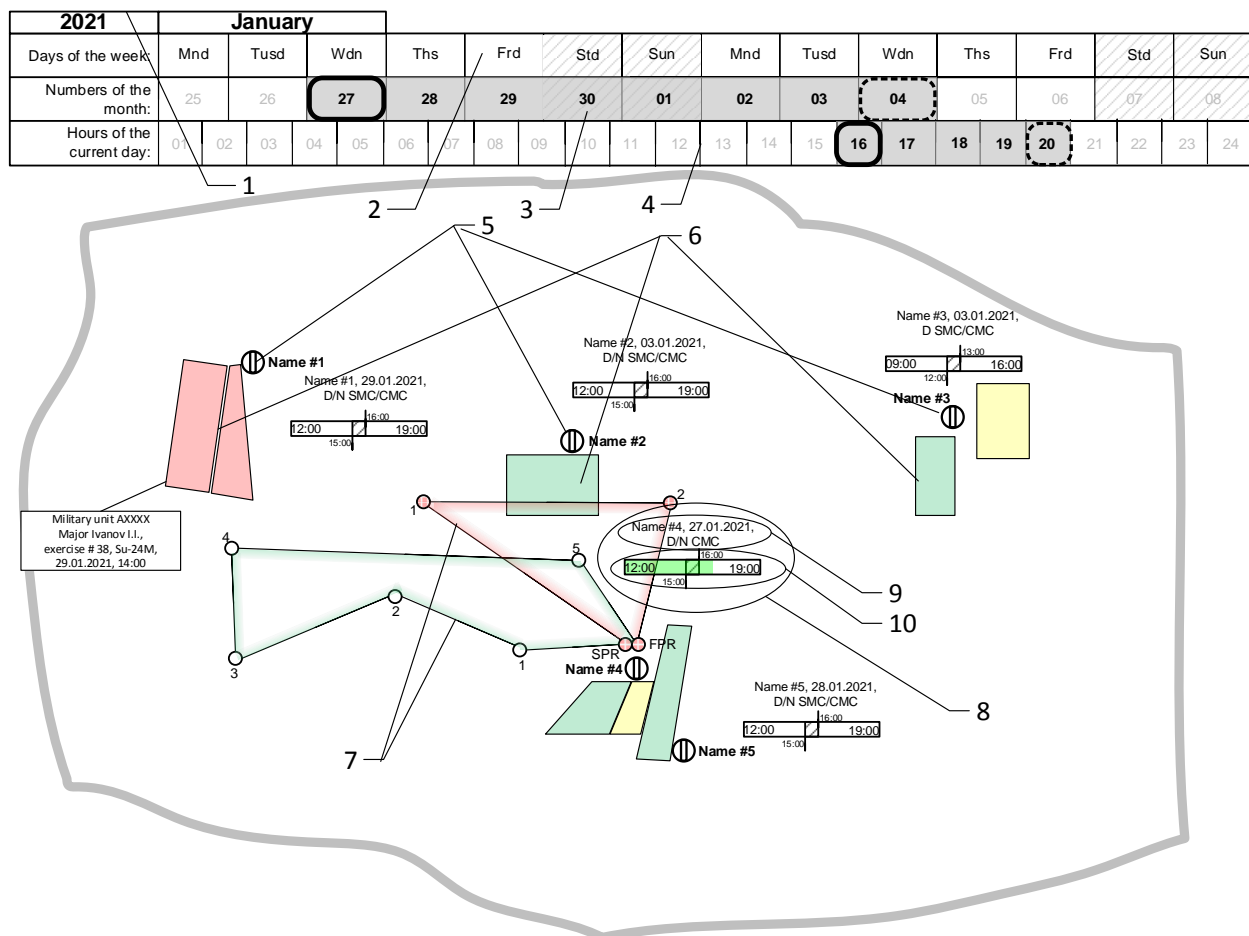 2021 January
Days of the week: Mnd Tusd Wdn Ths Frd Std Sun Mnd Tusd Wdn Ths Frd Std Sun
Numbers of the
month:
25 26 27 28 29 30 01 02 03 04 05 06 07 08
Hours of the
current day:
01 02 03 04 05 06 07 08 09 10 11 12 13 14 15 16 17 18 19 20 21 22 23 24
1
2
3
4
5
6
Name #1
Name #1, 29.01.2021,
D/N SMC/CMC
16:00
12:00 19:00
15:00
Name #2, 03.01.2021,
D/N SMC/CMC
16:00
12:00 19:00
15:00
Name #2
Name #3, 03.01.2021,
D SMC/CMC
13:00
09:00 16:00
12:00
Name #3
Military unit AXXXX
Major Ivanov I.I.,
exercise # 38, Su-24M,
29.01.2021, 14:00
1
2
Name #4, 27.01.2021,
D/N CMC
16:00
12:00 19:00
15:00
9
10
8
4
5
2
3
1
SPR FPR
Name #4
Name #5, 28.01.2021,
D/N SMC/CMC
16:00
12:00 19:00
15:00
Name #5
7